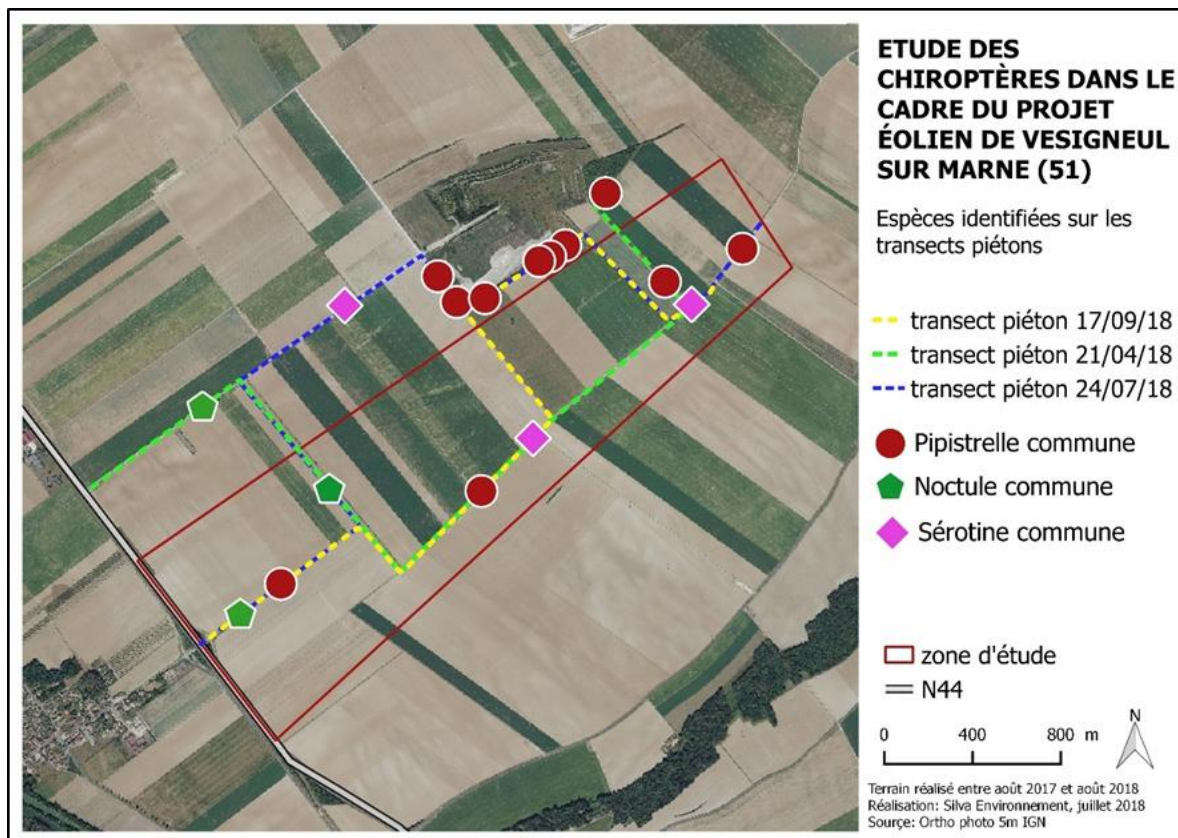 ETUDE DES
CHIROPTÈRES DANS LE
CADRE DU PROJET
ÉOLIEN DE VESIGNEUL
SUR MARNE (51)
Espèces identifiées sur les
transects piétons
transect piéton 17/09/18
transect piéton 21/04/18
transect piéton 24/07/18
Pipistrelle commune
Noctule commune
Sérotine commune
zone d'étude
N44
0 400 800 m
N
Terrain réalisé entre août 2017 et août 2018
Réalisation: Silva Environnement, juillet 2018
Source: Ortho photo 5m IGN